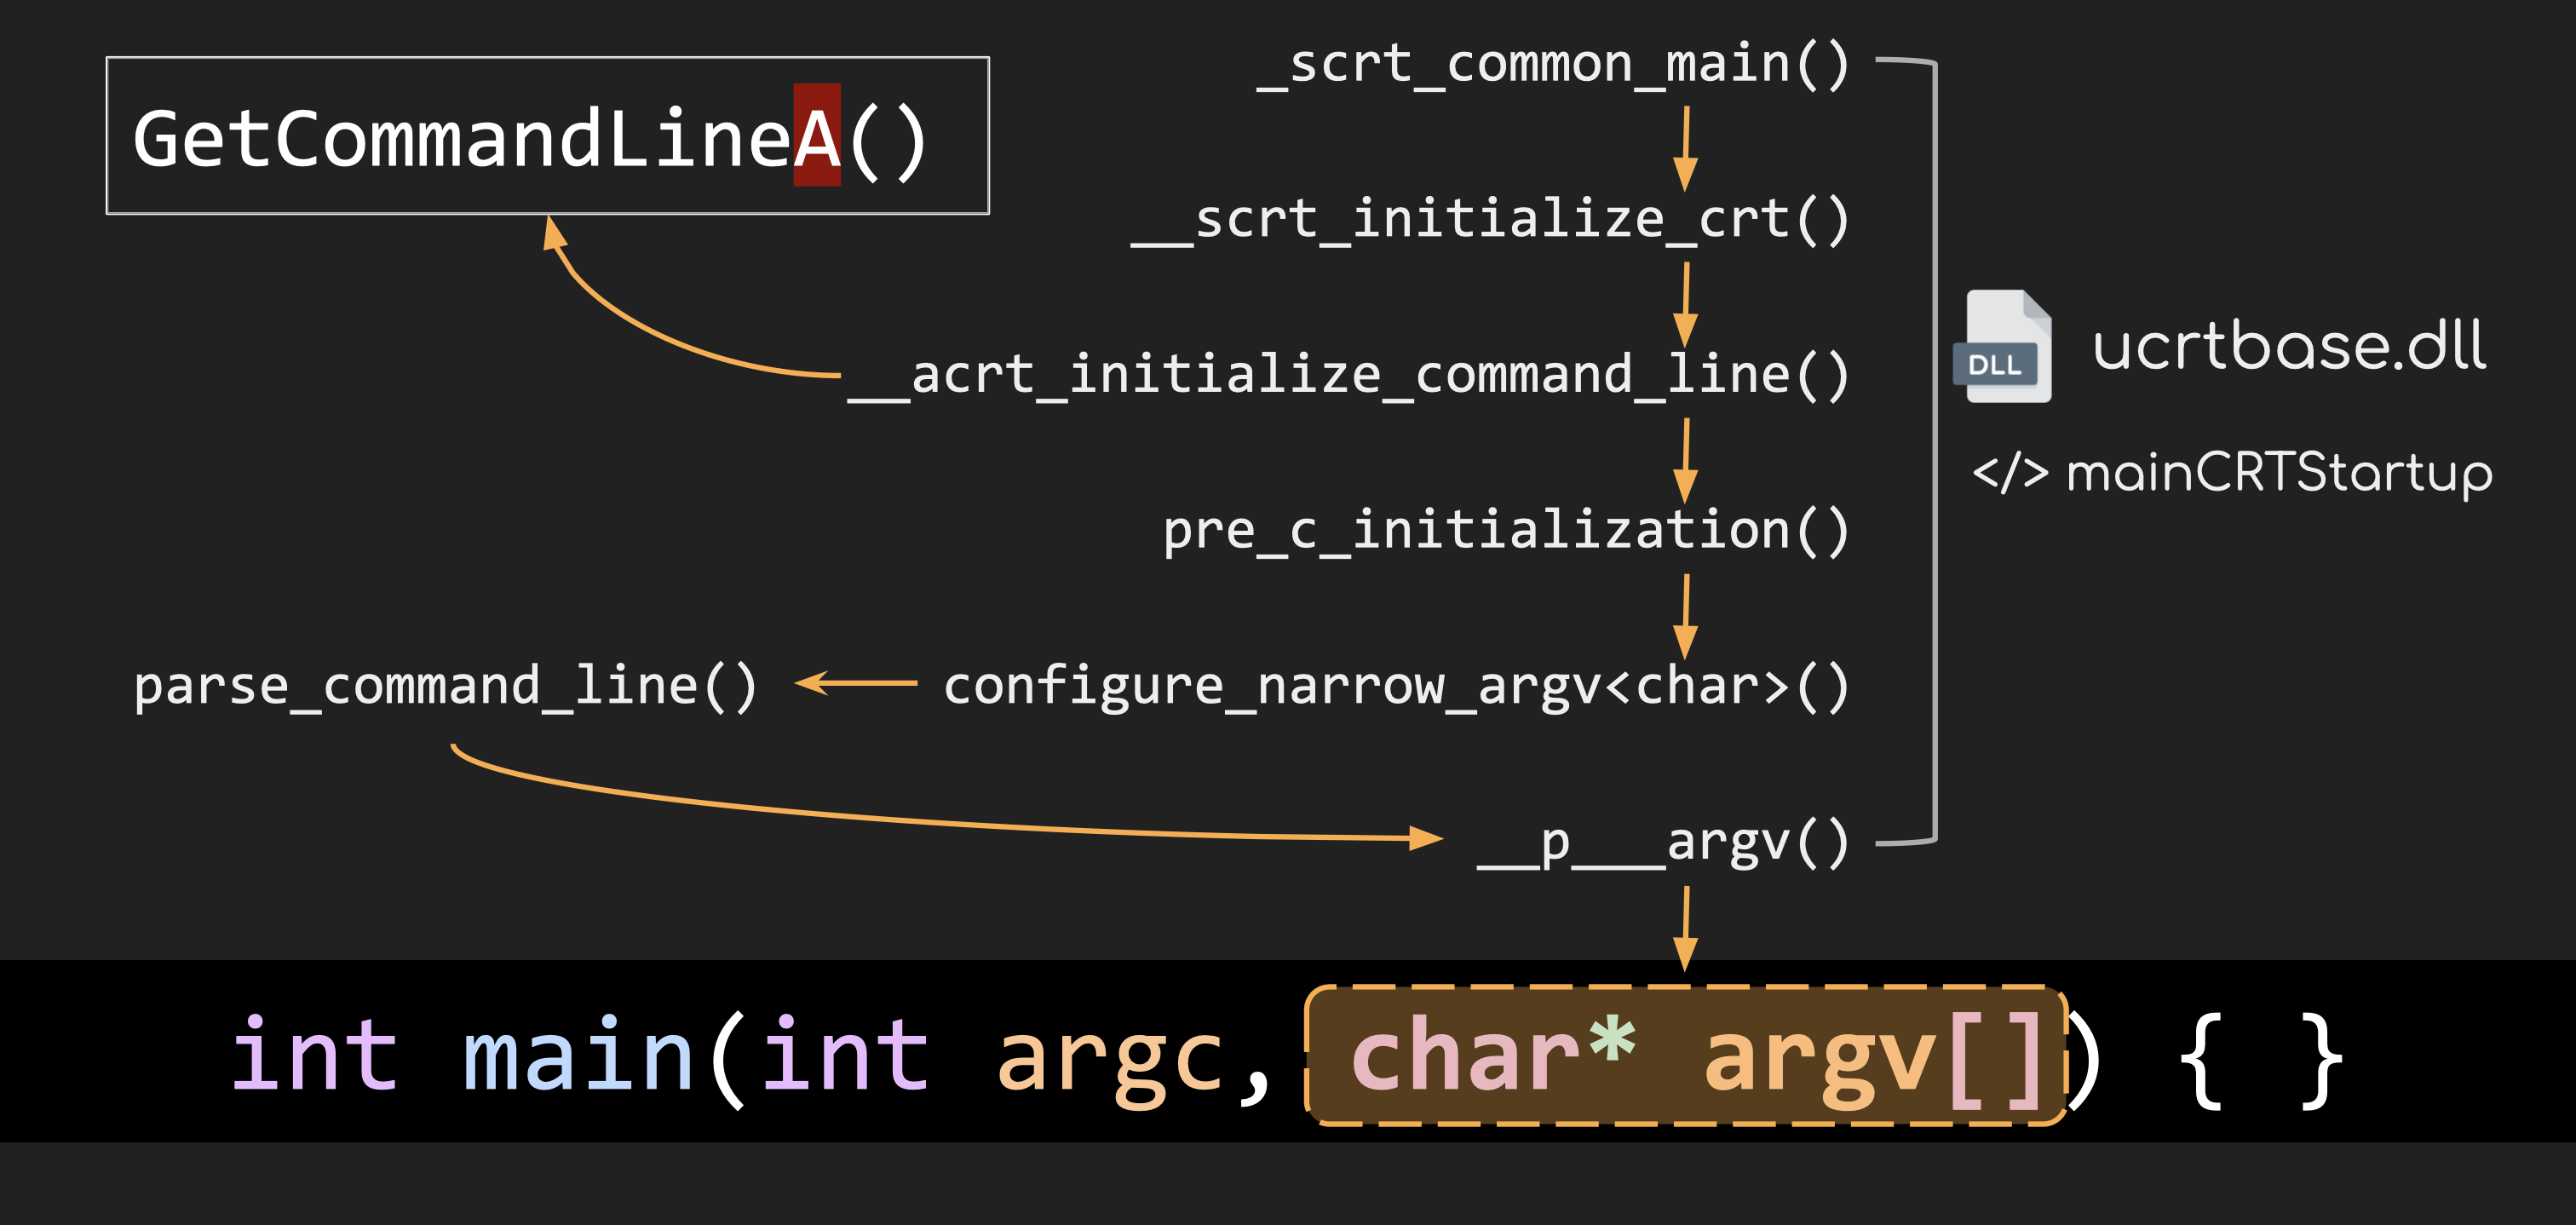 GetCommandLineA()
_scrt_common_main()
__scrt_initialize_crt()
__acrt_initialize_command_line()
pre_c_initialization()
parse_command_line()
configure_narrow_argv<char>()
__p___argv()
DLL
ucrtbase.dll
</> mainCRTStartup
int main(int argc, char* argv[]) { }